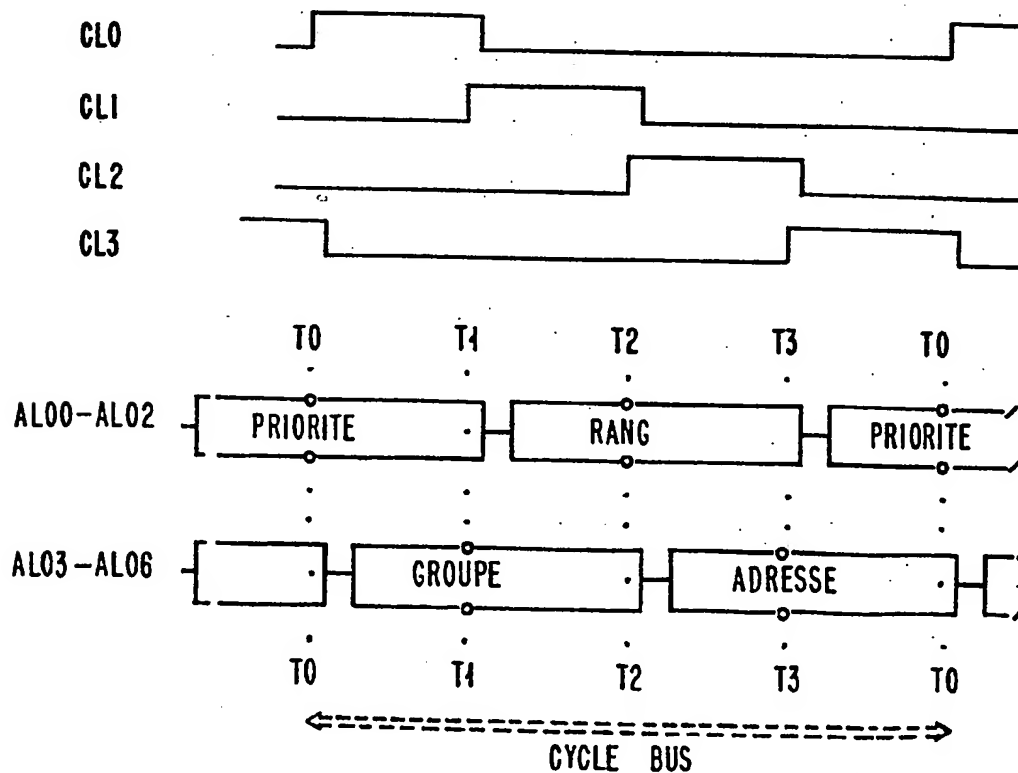 CL0
CL1
CL2
CL3
T0 T1 T2 T3 T0
AL00-AL02 PRIORITE RANG PRIORITE
AL03-AL06 GROUPE ADRESSE
T0 T1 T2 T3 T0
CYCLE BUS